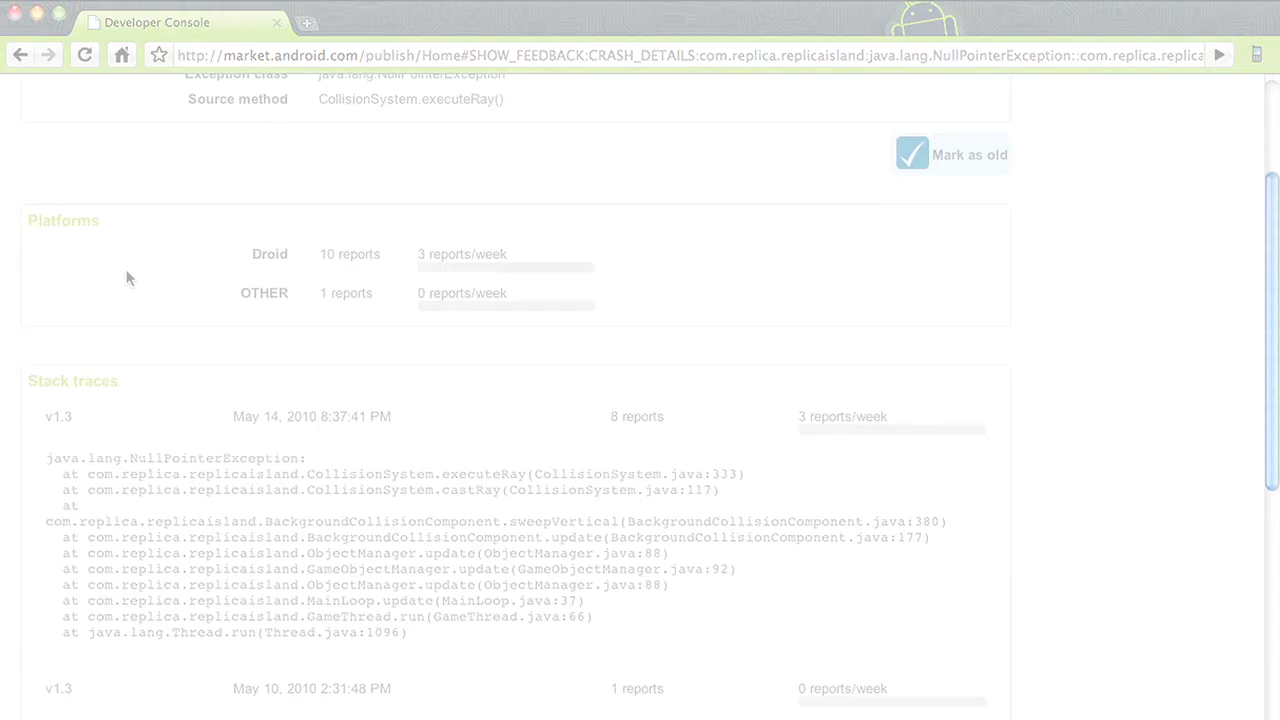 Developer Console
http://market.android.com/publish/Home#SHOW_FEEDBACK:CRASH_DETAILS:com.replica.replicaisland:java.lang.NullPointerException::com.replica.replica
Exception class java.lang.NullPointerException
Source method CollisionSystem.executeRay()
Mark as old
Platforms
Droid 10 reports 3 reports/week
OTHER 1 reports 0 reports/week
Stack traces
v1.3 May 14, 2010 8:37:41 PM 8 reports 3 reports/week
java.lang.NullPointerException:
at com.replica.replicaisland.CollisionSystem.executeRay(CollisionSystem.java:333)
at com.replica.replicaisland.CollisionSystem.castRay(CollisionSystem.java:117)
at
com.replica.replicaisland.BackgroundCollisionComponent.sweepVertical(BackgroundCollisionComponent.java:380)
at com.replica.replicaisland.BackgroundCollisionComponent.update(BackgroundCollisionComponent.java:177)
at com.replica.replicaisland.ObjectManager.update(ObjectManager.java:88)
at com.replica.replicaisland.GameObjectManager.update(GameObjectManager.java:92)
at com.replica.replicaisland.ObjectManager.update(ObjectManager.java:88)
at com.replica.replicaisland.MainLoop.update(MainLoop.java:37)
at com.replica.replicaisland.GameThread.run(GameThread.java:66)
at java.lang.Thread.run(Thread.java:1096)
v1.3 May 10, 2010 2:31:48 PM 1 reports 0 reports/week